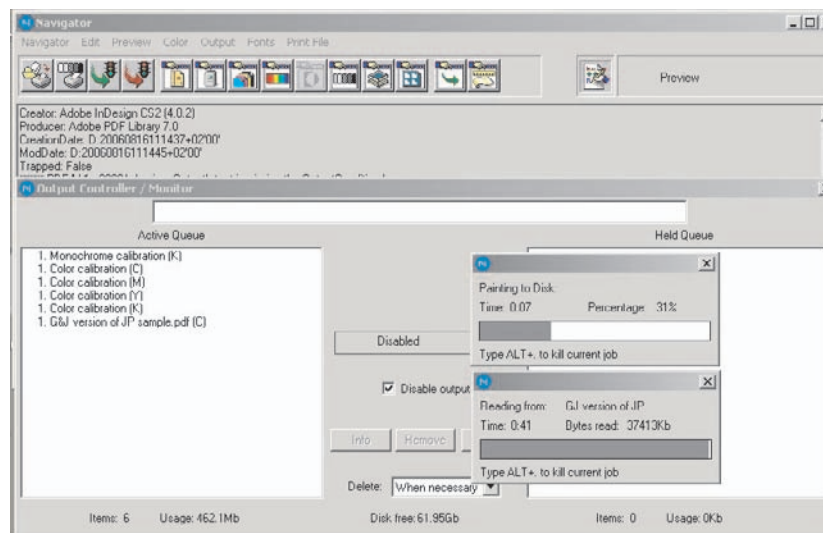 Navigator
Navigator Edit Preview Color Output Fonts Print File
Preview
Creator: Adobe InDesign CS2 (4.0.2)
Producer: Adobe PDF Library 7.0
CreationDate: D:20060816111437+02'00'
ModDate: D:20060816111445+02'00'
Trapped: False
Output Controller / Monitor
Active Queue
Held Queue
1. Monochrome calibration (K)
1. Color calibration (C)
1. Color calibration (M)
1. Color calibration (Y)
1. Color calibration (K)
1. G&J version of JP sample.pdf (C)
Disabled
Disable output
Info Remove
Delete: When necessary
Painting to Disk
Time: 0:07 Percentage: 31%
Type ALT+. to kill current job
Reading from: GJ version of JP
Time: 0:41 Bytes read: 37413Kb
Type ALT+. to kill current job
Items: 6 Usage: 462.1Mb Disk free: 61.95Gb Items: 0 Usage: 0Kb